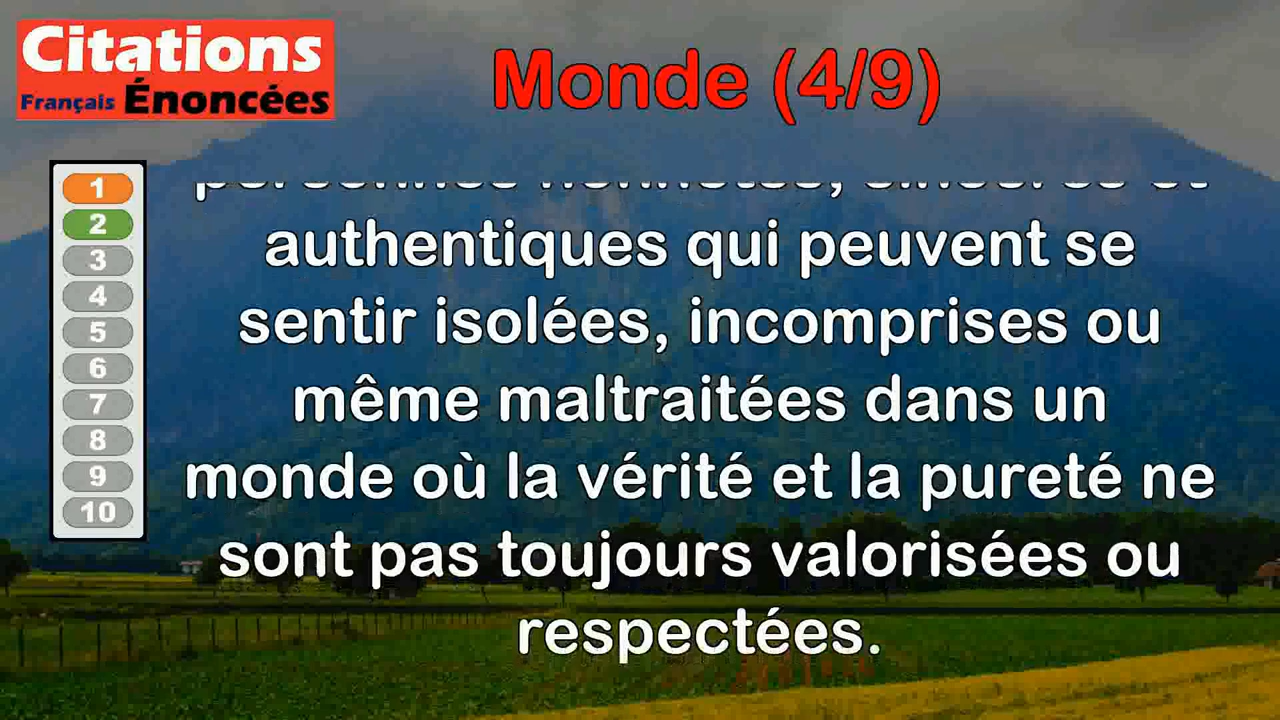 Citations
Français Énoncées
Monde (4/9)
1
2
3
4
5
6
7
8
9
10
authentiques qui peuvent se
sentir isolées, incomprises ou
même maltraitées dans un
monde où la vérité et la pureté ne
sont pas toujours valorisées ou
respectées.